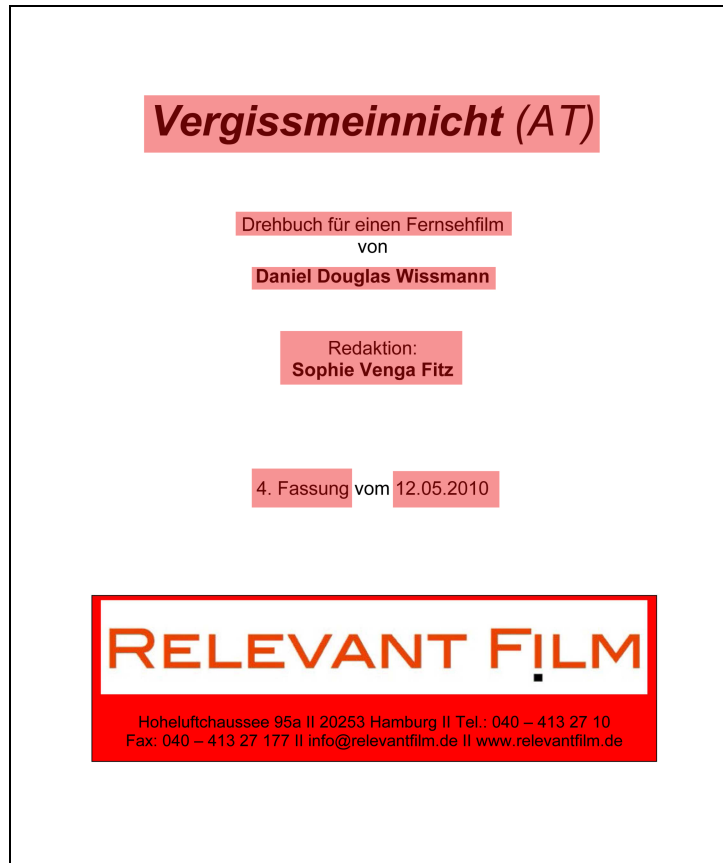 Vergissmeinnicht (AT)
Drehbuch für einen Fernsehfilm
von
Daniel Douglas Wissmann
Redaktion:
Sophie Venga Fitz
4. Fassung vom 12.05.2010
RELEVANT FILM
Hoheluftchaussee 95a II 20253 Hamburg II Tel.: 040 – 413 27 10
Fax: 040 – 413 27 177 II info@relevantfilm.de II www.relevantfilm.de